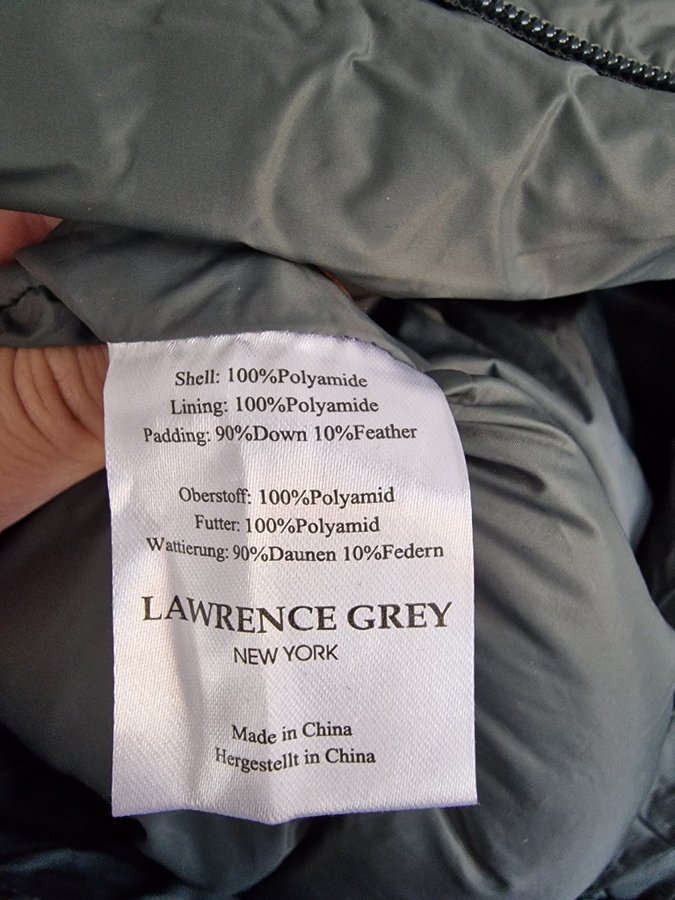 Shell: 100%Polyamide
Lining: 100%Polyamide
Padding: 90%Down 10%Feather
Oberstoff: 100%Polyamid
Futter: 100%Polyamid
Wattierung: 90%Daunen 10%Federn
LAWRENCE GREY
NEW YORK
Made in China
Hergestellt in China